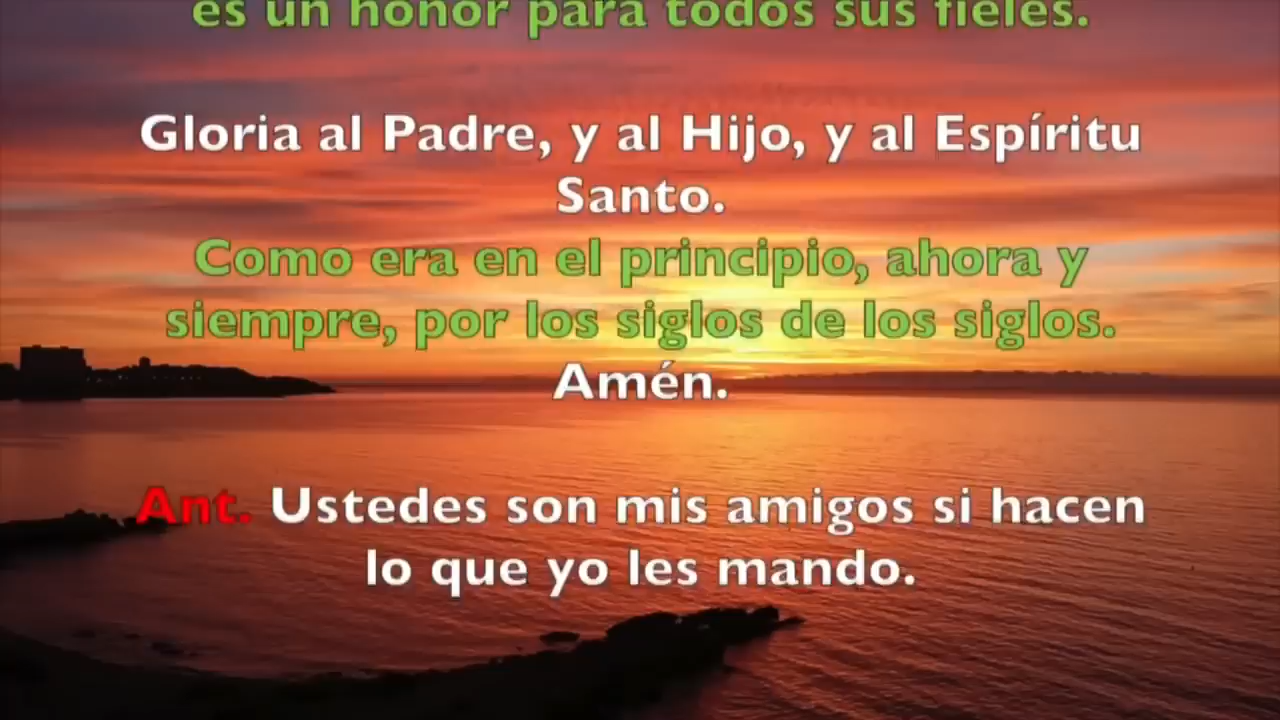 es un honor para todos sus fieles.
Gloria al Padre, y al Hijo, y al Espíritu
Santo.
Como era en el principio, ahora y
siempre, por los siglos de los siglos.
Amén.
Ant. Ustedes son mis amigos si hacen
lo que yo les mando.